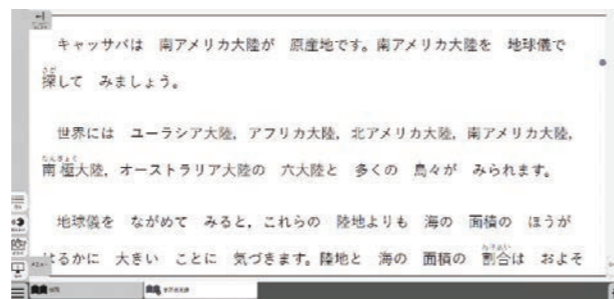 キャッサバは 南アメリカ大陸が 原産地です。南アメリカ大陸を 地球儀で
探して みましょう。
世界には ユーラシア大陸, アフリカ大陸, 北アメリカ大陸, 南アメリカ大陸,
南極大陸, オーストラリア大陸の 六大陸と 多くの 島々が みられます。
地球儀を ながめて みると, これらの 陸地よりも 海の 面積の ほうが
はるかに 大きい ことに 気づきます。陸地と 海の 面積の 割合は およそ